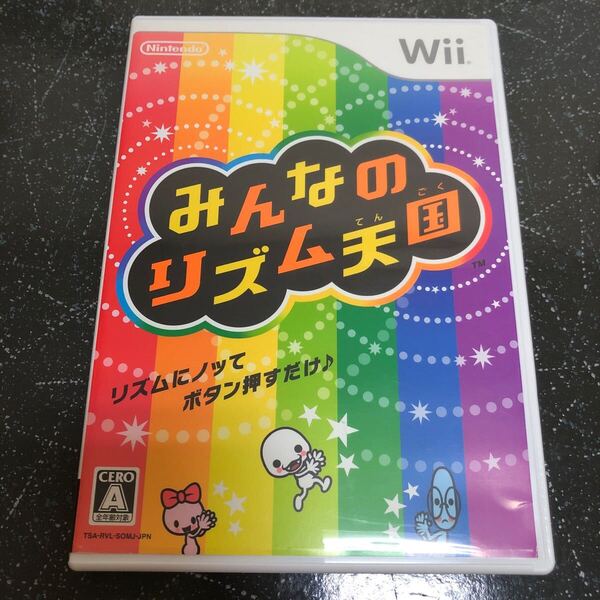 Nintendo
Wii
みんなの
リズム天国
てんごく
TM
リズムにノッて
ボタン押すだけ♪
CERO
A
全年齢対象
TSA-RVL-SOMJ-JPN